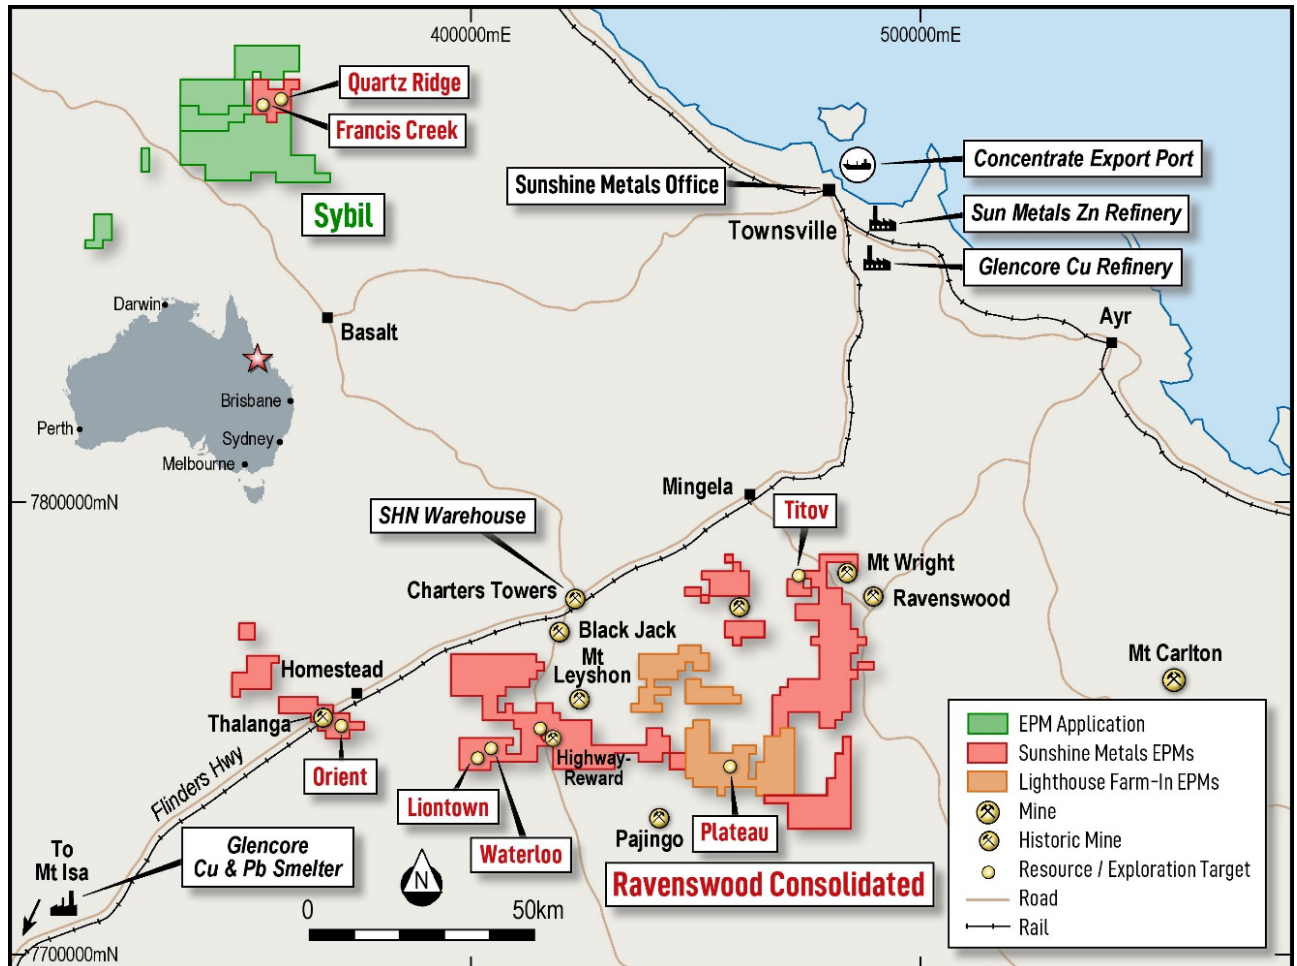 400000mE
500000mE
Quartz Ridge
Francis Creek
Sybil
Concentrate Export Port
Sunshine Metals Office
Sun Metals Zn Refinery
Townsville
Glencore Cu Refinery
Darwin
Basalt
Ayr
Brisbane
Perth
Sydney
Melbourne
7800000mN
Mingela
SHN Warehouse
Titov
Mt Wright
Charters Towers
Ravenswood
Black Jack
Mt
Leyshon
Mt Carlton
Homestead
Thalanga
Flinders Hwy
Orient
Highway-
Reward
Liontown
Waterloo
Pajingo
Plateau
Ravenswood Consolidated
To
Mt Isa
Glencore
Cu & Pb Smelter
N
0
50km
7700000mN
EPM Application
Sunshine Metals EPMs
Lighthouse Farm-In EPMs
Mine
Historic Mine
Resource / Exploration Target
Road
Rail